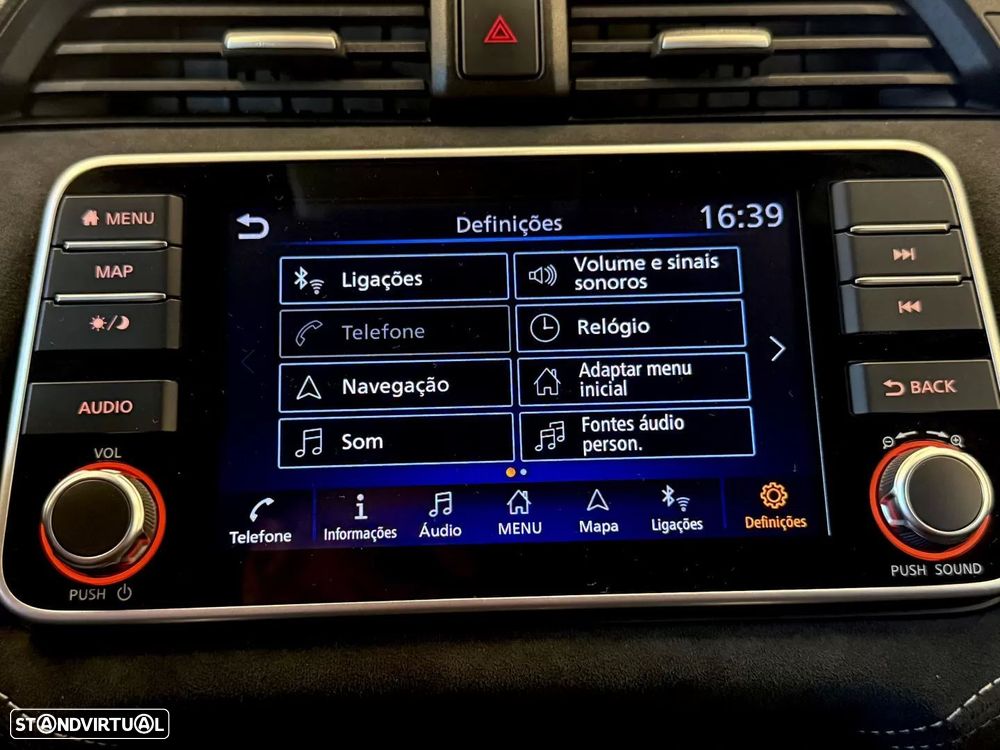 MENU
MAP
AUDIO
VOL
PUSH
Definições
16:39
Ligações
Volume e sinais
sonoros
Telefone
Relógio
Navegação
Adaptar menu
inicial
Som
Fontes áudio
person.
Telefone
Informações
Áudio
MENU
Mapa
Ligações
Definições
BACK
PUSH SOUND
STANDVIRTUAL